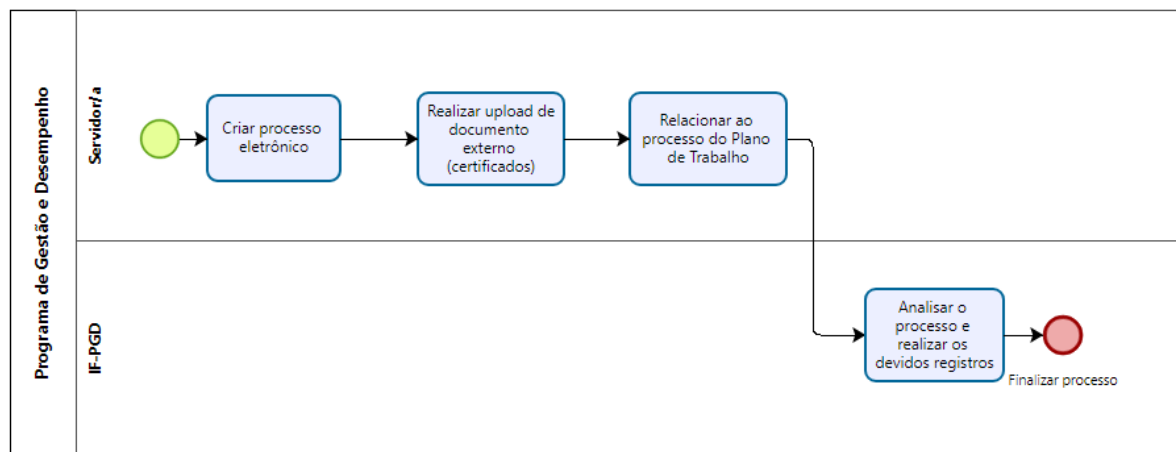 Programa de Gestão e Desempenho
Servidor/a
Criar processo
eletrônico
Realizar upload de
documento
externo
(certificados)
Relacionar ao
processo do Plano
de Trabalho
IF-PGD
Analisar o
processo e
realizar os
devidos registros
Finalizar processo